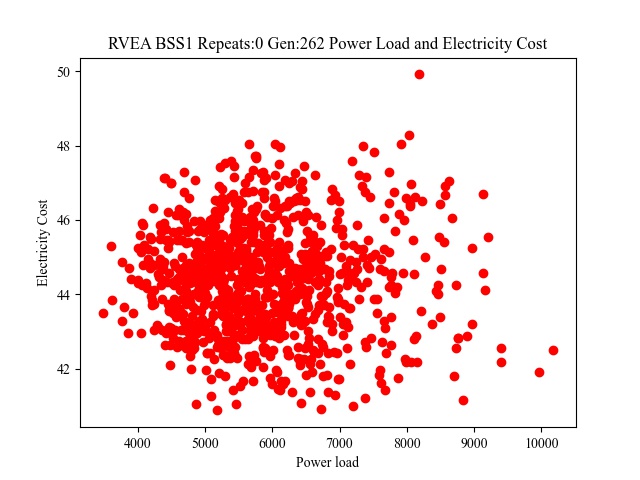 RVEA BSS1 Repeats:0 Gen:262 Power Load and Electricity Cost
50
48
46
44
42
Electricity Cost
4000 5000 6000 7000 8000 9000 10000
Power load